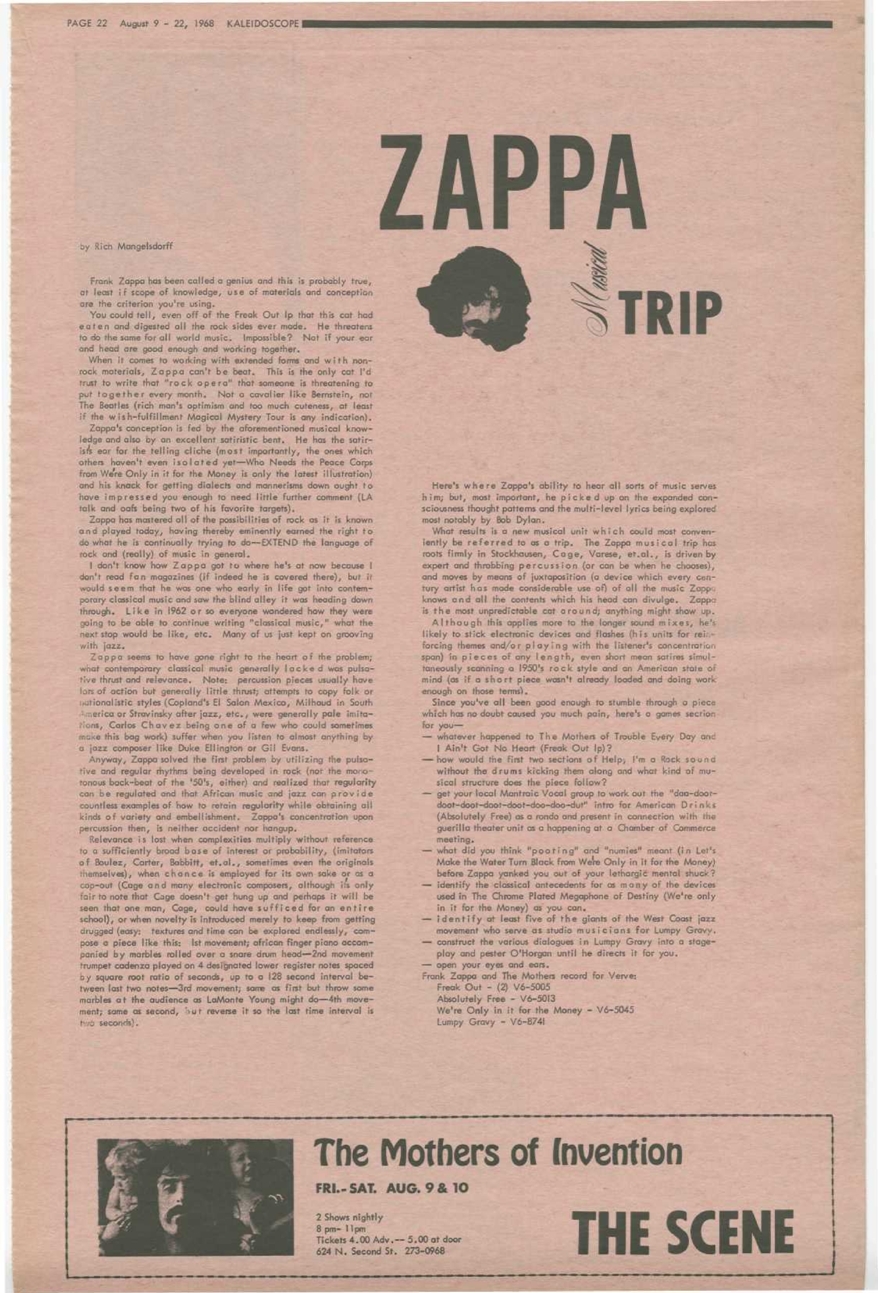 PAGE 22 August 9 - 22, 1968 KALEIDOSCOPE
ZAPPA
Musical
TRIP
by Rich Mangelsdorff
Frank Zappa has been called a genius and this is probably true,
at least if scope of knowledge, use of materials and conception
are the criterion you're using.
You could tell, even off of the Freak Out lp that this cat had
eaten and digested all the rock sides ever made. He threatens
to do the same for all world music. Impossible? Not if your ear
and head are good enough and working together.
When it comes to working with extended forms and with non-
rock materials, Zappa can't be beat. This is the only cat I'd
trust to write that "rock opera" that someone is threatening to
put together every month. Not a cavalier like Bernstein, not
The Beatles (rich man's optimism and too much cuteness, at least
if the wish-fulfillment Magical Mystery Tour is any indication).
Zappa's conception is fed by the aforementioned musical know-
ledge and also by an excellent satiristic bent. He has the satir-
ist's ear for the telling cliche (most importantly, the ones which
others haven't even isolated yet—Who Needs the Peace Corps
from We're Only in it for the Money is only the latest illustration)
and his knack for getting dialects and mannerisms down ought to
have impressed you enough to need little further comment (LA
talk and oafs being two of his favorite targets).
Zappa has mastered all of the possibilities of rock as it is known
and played today, having thereby eminently earned the right to
do what he is continually trying to do—EXTEND the language of
rock and (really) of music in general.
I don't know how Zappa got to where he's at now because I
don't read fan magazines (if indeed he is covered there), but it
would seem that he was one who early in life got into contem-
porary classical music and saw the blind alley it was heading down
through. Like in 1962 or so everyone wondered how they were
going to be able to continue writing "classical music," what the
next stop would be like, etc. Many of us just kept on grooving
with jazz.
Zappa seems to have gone right to the heart of the problem;
what contemporary classical music generally lacked was pulsa-
tive thrust and relevance. Note: percussion pieces usually have
lots of action but generally little thrust; attempts to copy folk or
nationalistic styles (Copland's El Salon Mexico, Milhaud in South
America or Stravinsky after jazz, etc., were generally pale imita-
tions, Carlos Chavez being one of a few who could sometimes
make this bag work) suffer when you listen to almost anything by
a jazz composer like Duke Ellington or Gil Evans.
Anyway, Zappa solved the first problem by utilizing the pulsa-
tive and regular rhythms being developed in rock (not the mono-
tonous back-beat of the '50's, either) and realized that regularity
can be regulated and that African music and jazz can provide
countless examples of how to retain regularity while obtaining all
kinds of variety and embellishment. Zappa's concentration upon
percussion then, is neither accident nor hangup.
Relevance is lost when complexities multiply without reference
to a sufficiently broad base of interest or probability, (imitators
of Boulez, Carter, Babbitt, et.al., sometimes even the originals
themselves), when chance is employed for its own sake or as a
cop-out (Cage and many electronic composers, although it's only
fair to note that Cage doesn't get hung up and perhaps it will be
seen that one man, Cage, could have sufficed for an entire
school), or when novelty is introduced merely to keep from getting
drugged (easy: textures and time can be explored endlessly, com-
pose a piece like this: 1st movement; african finger piano accom-
panied by marbles rolled over a snare drum head—2nd movement
trumpet cadenza played on 4 designated lower register notes spaced
by square root ratio of seconds, up to a 128 second interval be-
tween last two notes—3rd movement; same as first but throw some
marbles at the audience as LaMonte Young might do—4th move-
ment; same as second, but reverse it so the last time interval is
two seconds).
Here's where Zappa's ability to hear all sorts of music serves
him; but, most important, he picked up on the expanded con-
sciousness thought patterns and the multi-level lyrics being explored
most notably by Bob Dylan.
What results is a new musical unit which could most conven-
iently be referred to as a trip. The Zappa musical trip has
roots firmly in Stockhausen, Cage, Varese, et.al., is driven by
expert and throbbing percussion (or can be when he chooses),
and moves by means of juxtaposition (a device which every cen-
tury artist has made considerable use of) of all the music Zappa
knows and all the contents which his head can divulge. Zappa
is the most unpredictable cat around; anything might show up.
Although this applies more to the longer sound mixes, he's
likely to stick electronic devices and flashes (his units for rein-
forcing themes and/or playing with the listener's concentration
span) in pieces of any length, even short mean satires simul-
taneously scanning a 1950's rock style and an American state of
mind (as if a short piece wasn't already loaded and doing work
enough on those terms).
Since you've all been good enough to stumble through a piece
which has no doubt caused you much pain, here's a games section
for you—
— whatever happened to The Mothers of Trouble Every Day and
I Ain't Got No Heart (Freak Out lp)?
— how would the first two sections of Help; I'm a Rock sound
without the drums kicking them along and what kind of mu-
sical structure does the piece follow?
— get your local Mantraic Vocal group to work out the "doo-doot-
doot-doot-doot-doot-doo-doo-dut" intro for American Drinks
(Absolutely Free) as a rondo and present in connection with the
guerilla theater unit as a happening at a Chamber of Commerce
meeting.
— what did you think "pooting" and "numies" meant (in Let's
Make the Water Turn Black from We're Only in it for the Money)
before Zappa yanked you out of your lethargic mental shuck?
— identify the classical antecedents for as many of the devices
used in The Chrome Plated Megaphone of Destiny (We're only
in it for the Money) as you can.
— identify at least five of the giants of the West Coast jazz
movement who serve as studio musicians for Lumpy Gravy.
— construct the various dialogues in Lumpy Gravy into a stage-
play and pester O'Horgan until he directs it for you.
— open your eyes and ears.
Frank Zappa and The Mothers record for Verve:
Freak Out - (2) V6-5005
Absolutely Free - V6-5013
We're Only in it for the Money - V6-5045
Lumpy Gravy - V6-8741
The Mothers of Invention
FRI.-SAT. AUG. 9 & 10
2 Shows nightly
8 pm- 11pm
Tickets 4.00 Adv.-- 5.00 at door
624 N. Second St. 273-0968
THE SCENE